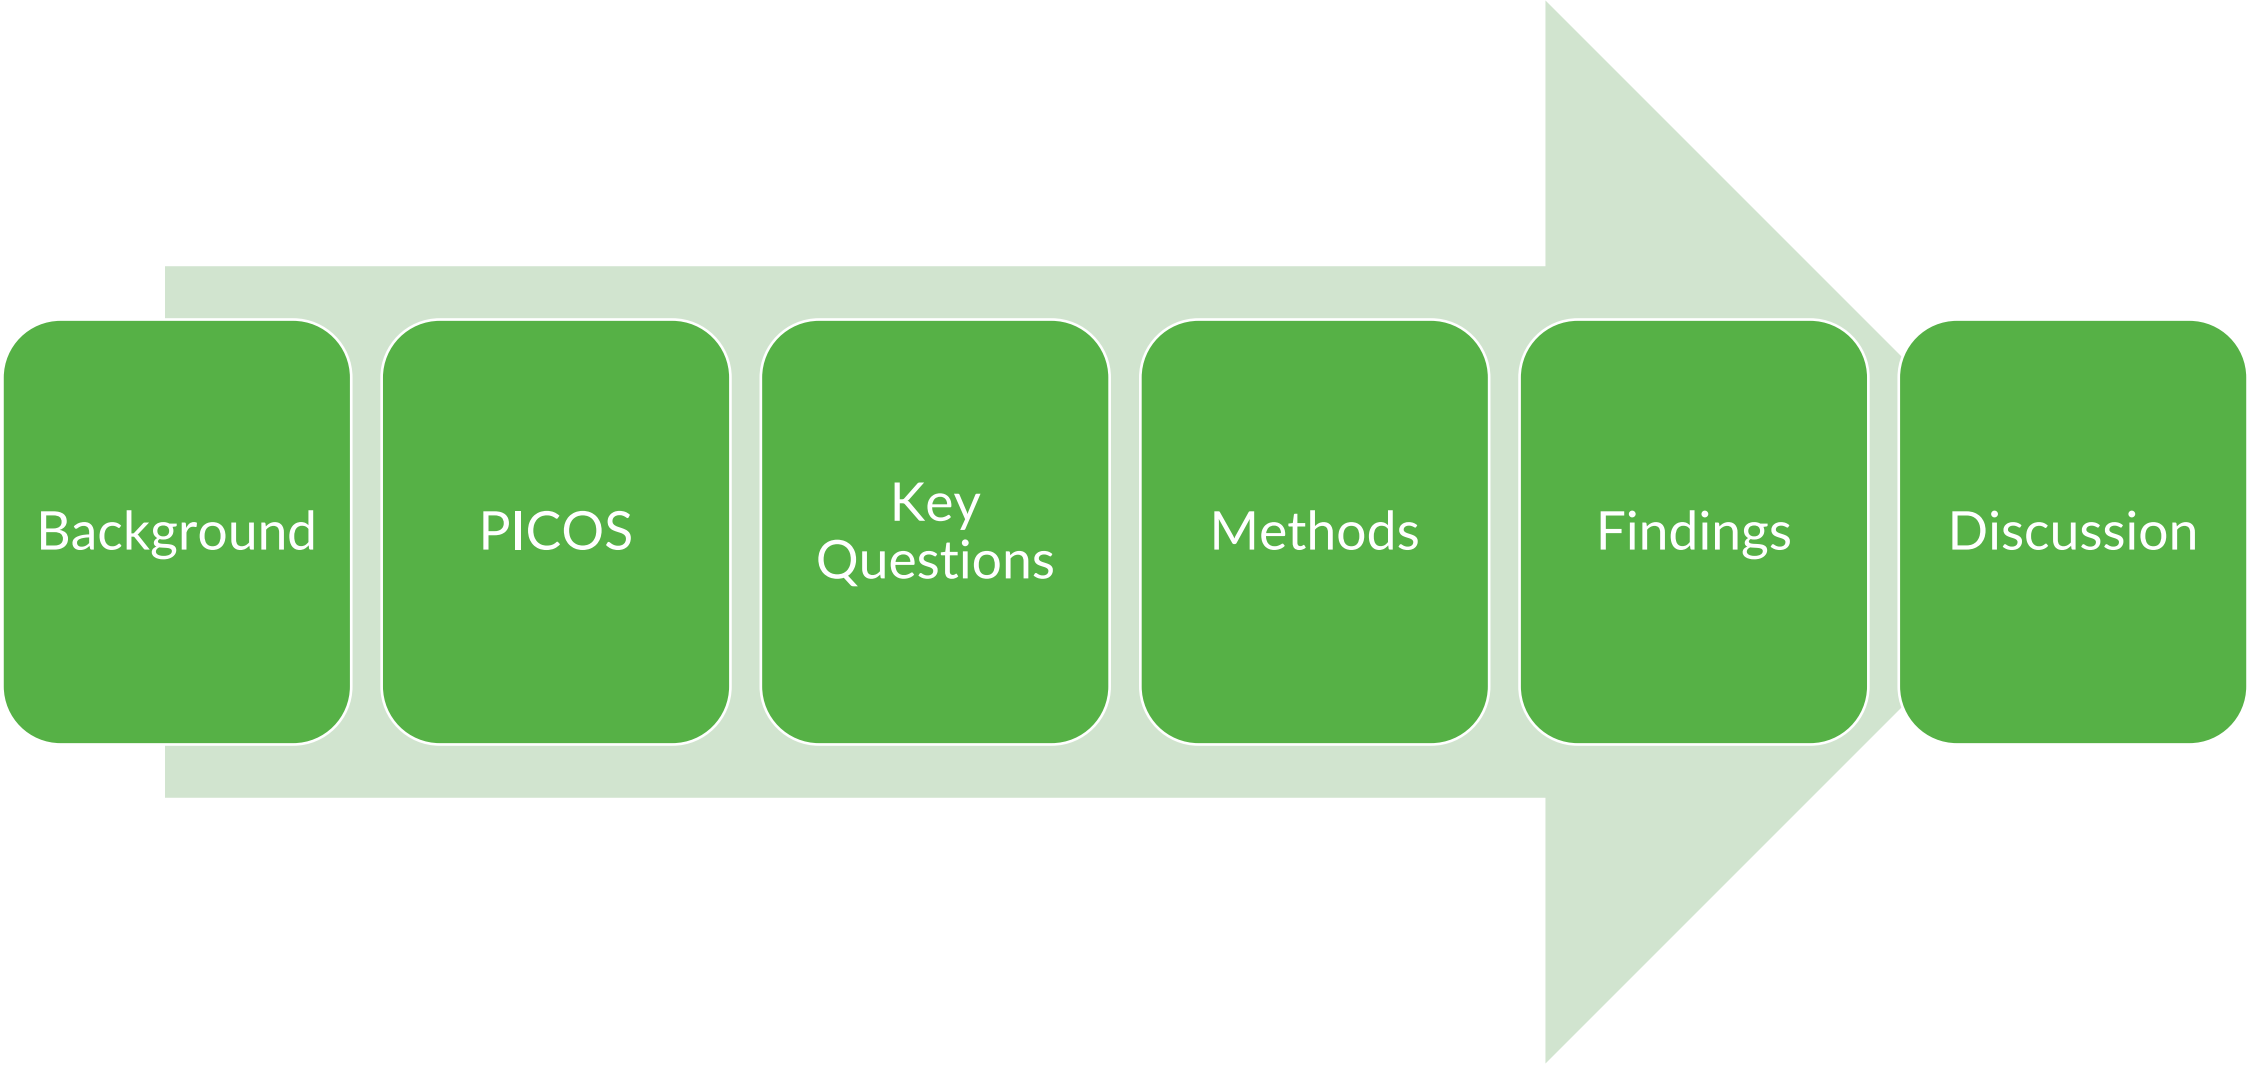 Background
PICOS
Key
Questions
Methods
Findings
Discussion